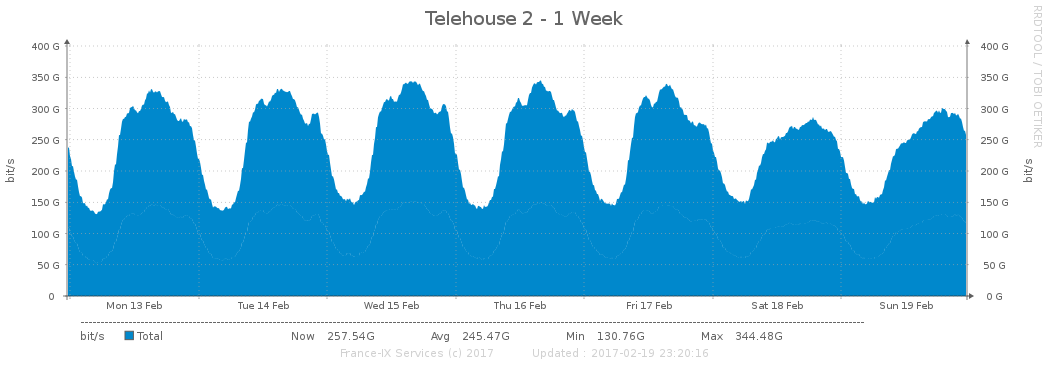 Telehouse 2 - 1 Week
RRDTOOL / TOBI OETIKER
400 G 400 G
350 G 350 G
300 G 300 G
250 G 250 G
200 G 200 G
150 G 150 G
100 G 100 G
50 G 50 G
0 0 G
bit/s
bit/s
Mon 13 Feb Tue 14 Feb Wed 15 Feb Thu 16 Feb Fri 17 Feb Sat 18 Feb Sun 19 Feb
bit/s Total Now 257.54G Avg 245.47G Min 130.76G Max 344.48G
France-IX Services (c) 2017 Updated : 2017-02-19 23:20:16